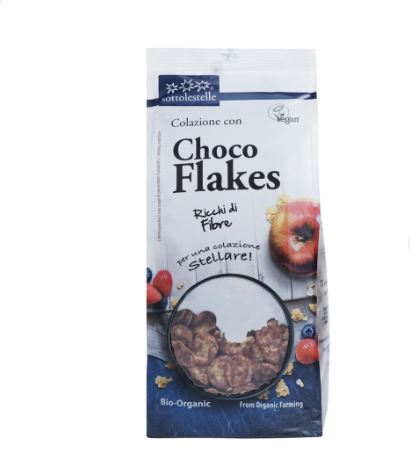 sottolestelle
vegan
Colazione con
Choco
Flakes
Ricchi di
Fibre
per una colazione
Stellare!
Bio-Organic
From Organic Farming